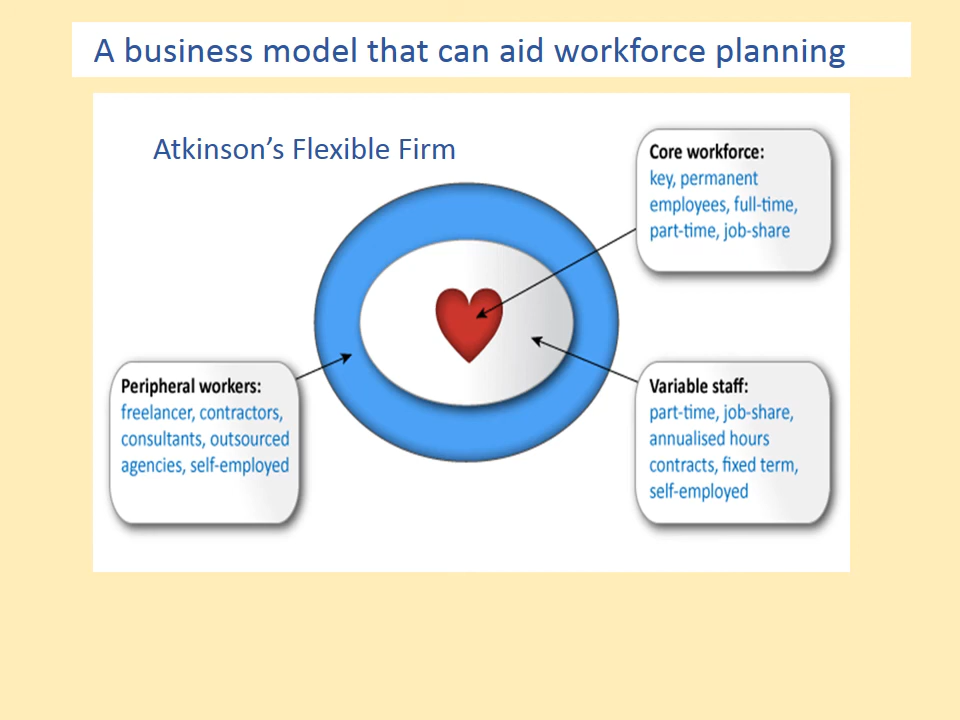 A business model that can aid workforce planning
Atkinson’s Flexible Firm
Core workforce:
key, permanent
employees, full-time,
part-time, job-share
Peripheral workers:
freelancer, contractors,
consultants, outsourced
agencies, self-employed
Variable staff:
part-time, job-share,
annualised hours
contracts, fixed term,
self-employed